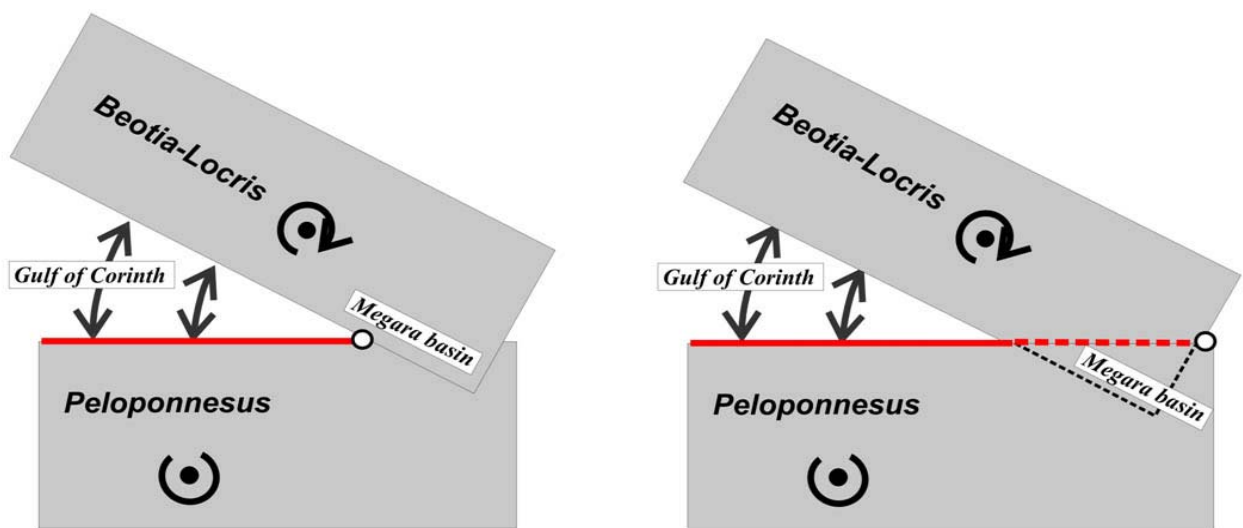 Beotia-Locris
Gulf of Corinth
Megara basin
Peloponnesus
Beotia-Locris
Gulf of Corinth
Megara basin
Peloponnesus